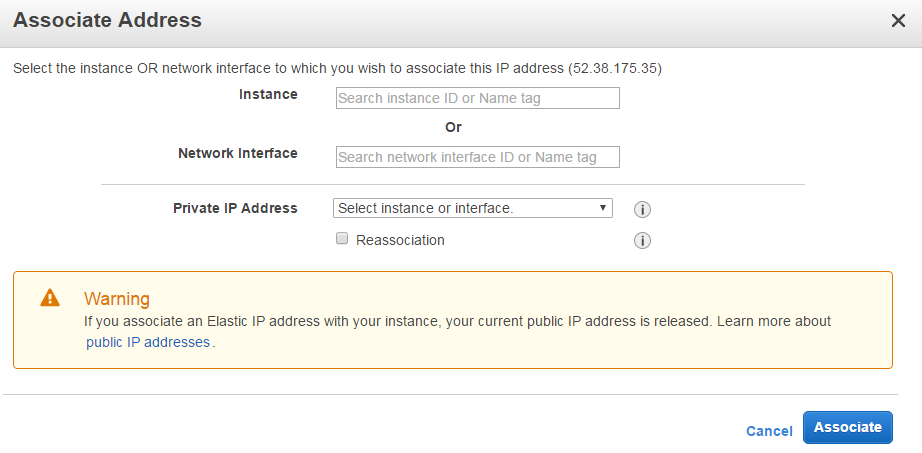 Associate Address
Select the instance OR network interface to which you wish to associate this IP address (52.38.175.35)
Instance
Search instance ID or Name tag
Or
Network Interface
Search network interface ID or Name tag
Private IP Address
Select instance or interface.
Reassociation
Warning
If you associate an Elastic IP address with your instance, your current public IP address is released. Learn more about
public IP addresses.
Cancel
Associate